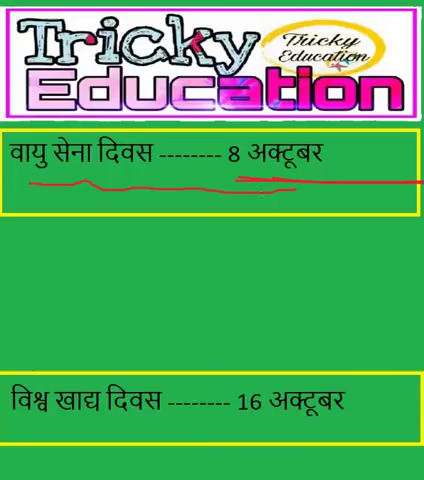 Tricky
Education
Tricky
Education
वायु सेना दिवस -------- 8 अक्टूबर
विश्व खाद्य दिवस -------- 16 अक्टूबर